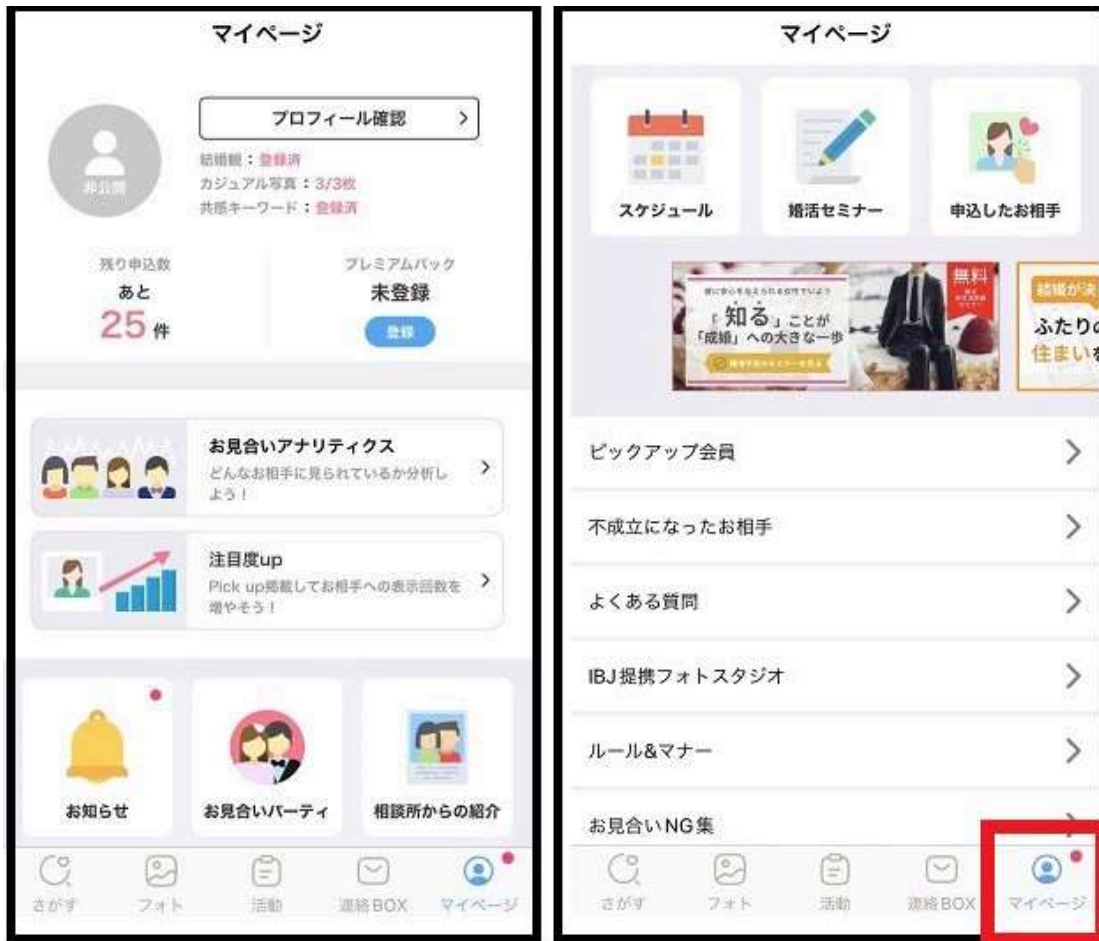 マイページ
非公開
プロフィール確認
結婚観：登録済
カジュアル写真：3/3枚
共感キーワード：登録済
残り申込数
あと
25 件
プレミアムパック
未登録
登録
お見合いアナリティクス
どんなお相手に見られているか分析し
よう！
注目度up
Pick up掲載してお相手への表示回数を
増やそう！
お知らせ
お見合いパーティ
相談所からの紹介
さがす
フォト
活動
連絡BOX
マイページ
マイページ
スケジュール
婚活セミナー
申込したお相手
「知る」ことが
「成婚」への大きな一歩
無料
結婚が決
ふたりの
住まいを
ピックアップ会員
不成立になったお相手
よくある質問
IBJ提携フォトスタジオ
ルール&マナー
お見合いNG集
さがす
フォト
活動
連絡BOX
マイページ